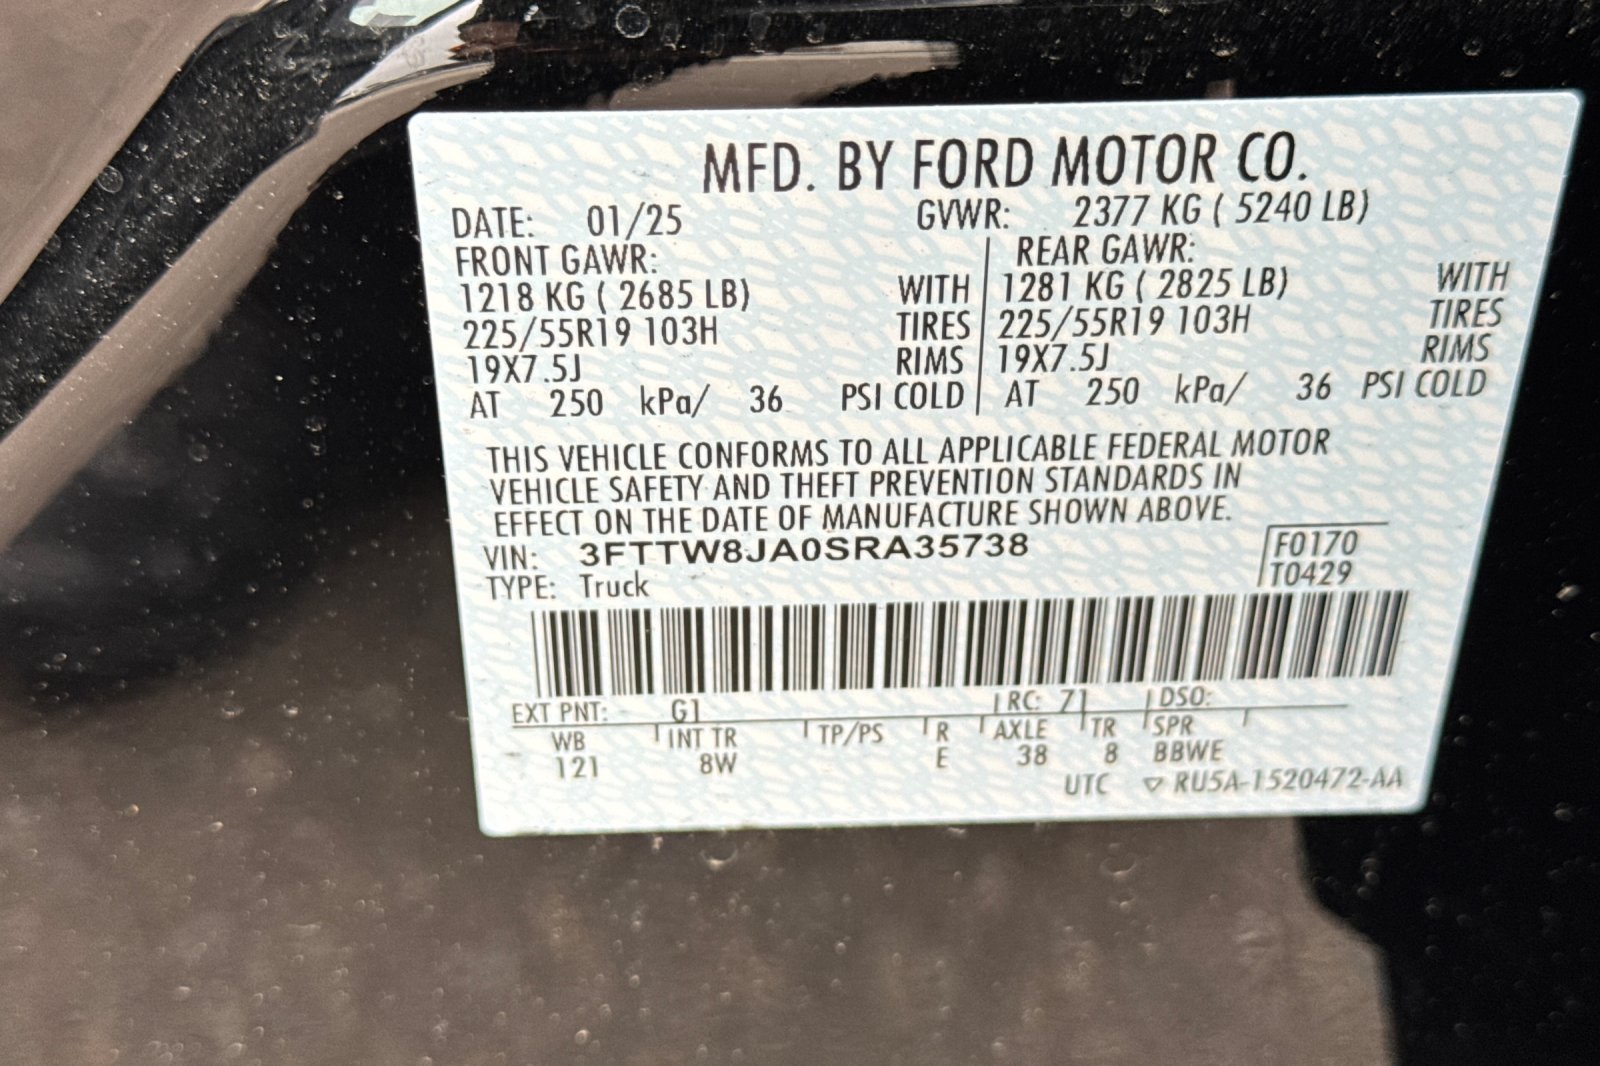 MFD. BY FORD MOTOR CO.
DATE: 01/25 GVWR: 2377 KG ( 5240 LB)
FRONT GAWR: REAR GAWR:
1218 KG ( 2685 LB) WITH 1281 KG ( 2825 LB) WITH
225/55R19 103H TIRES 225/55R19 103H TIRES
19X7.5J RIMS 19X7.5J RIMS
AT 250 kPa/ 36 PSI COLD AT 250 kPa/ 36 PSI COLD
THIS VEHICLE CONFORMS TO ALL APPLICABLE FEDERAL MOTOR
VEHICLE SAFETY AND THEFT PREVENTION STANDARDS IN
EFFECT ON THE DATE OF MANUFACTURE SHOWN ABOVE.
VIN: 3FTTW8JA0SRA35738 F0170
TYPE: Truck T0429
EXT PNT: G1 RC: 71 DSO:
WB INT TR TP/PS R AXLE TR SPR
121 8W E 38 8 BBWE
UTC ▽ RU5A-1520472-AA